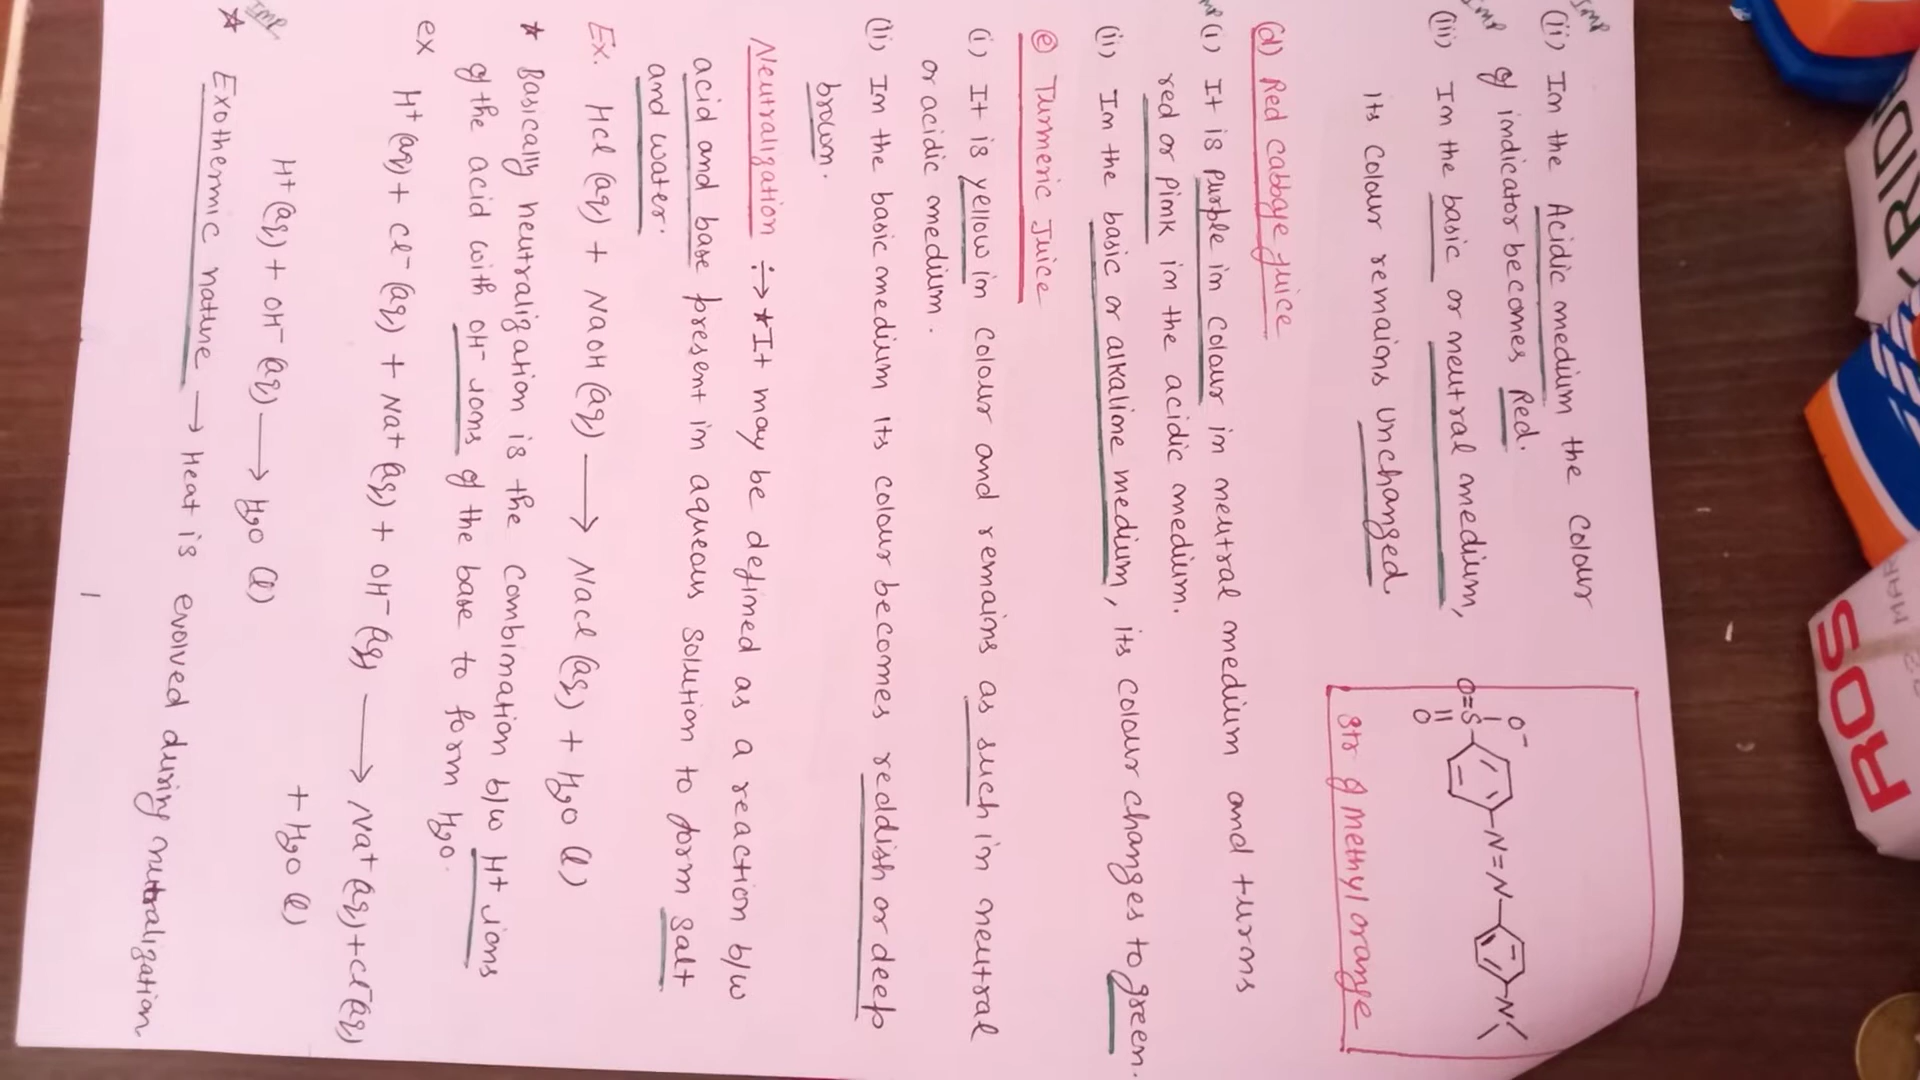 Imp
(ii) In the Acidic medium the colour
of indicator becomes Red.
Imp
(iii) In the basic or neutral medium,
its colour remains unchanged
O-
O=S
O
N=N
N
str of methyl orange
(d) Red cabbage juice
Imp (i) It is purple in colour in neutral medium and turns
red or pink in the acidic medium.
(ii) In the basic or alkaline medium, its colour changes to green.
(e) Turmeric Juice
(i) It is yellow in colour and remains as such in neutral
or acidic medium.
(ii) In the basic medium its colour becomes reddish or deep
brown.
Neutralization ÷→ * It may be defined as a reaction b/w
acid and base present in aqueous solution to form salt
and water.
Ex. Hcl (aq) + NaOH (aq) → Nacl (aq) + H2O (l)
* Basically neutralization is the combination b/w H+ ions
of the acid with OH- ions of the base to form H2O.
ex H+ (aq) + Cl- (aq) + Na+ (aq) + OH- (aq) → Na+ (aq) + Cl- (aq)
+ H2O (l)
H+ (aq) + OH- (aq) → H2O (l)
Imp
* Exothermic nature → Heat is evolved during nutralization
1
ROS